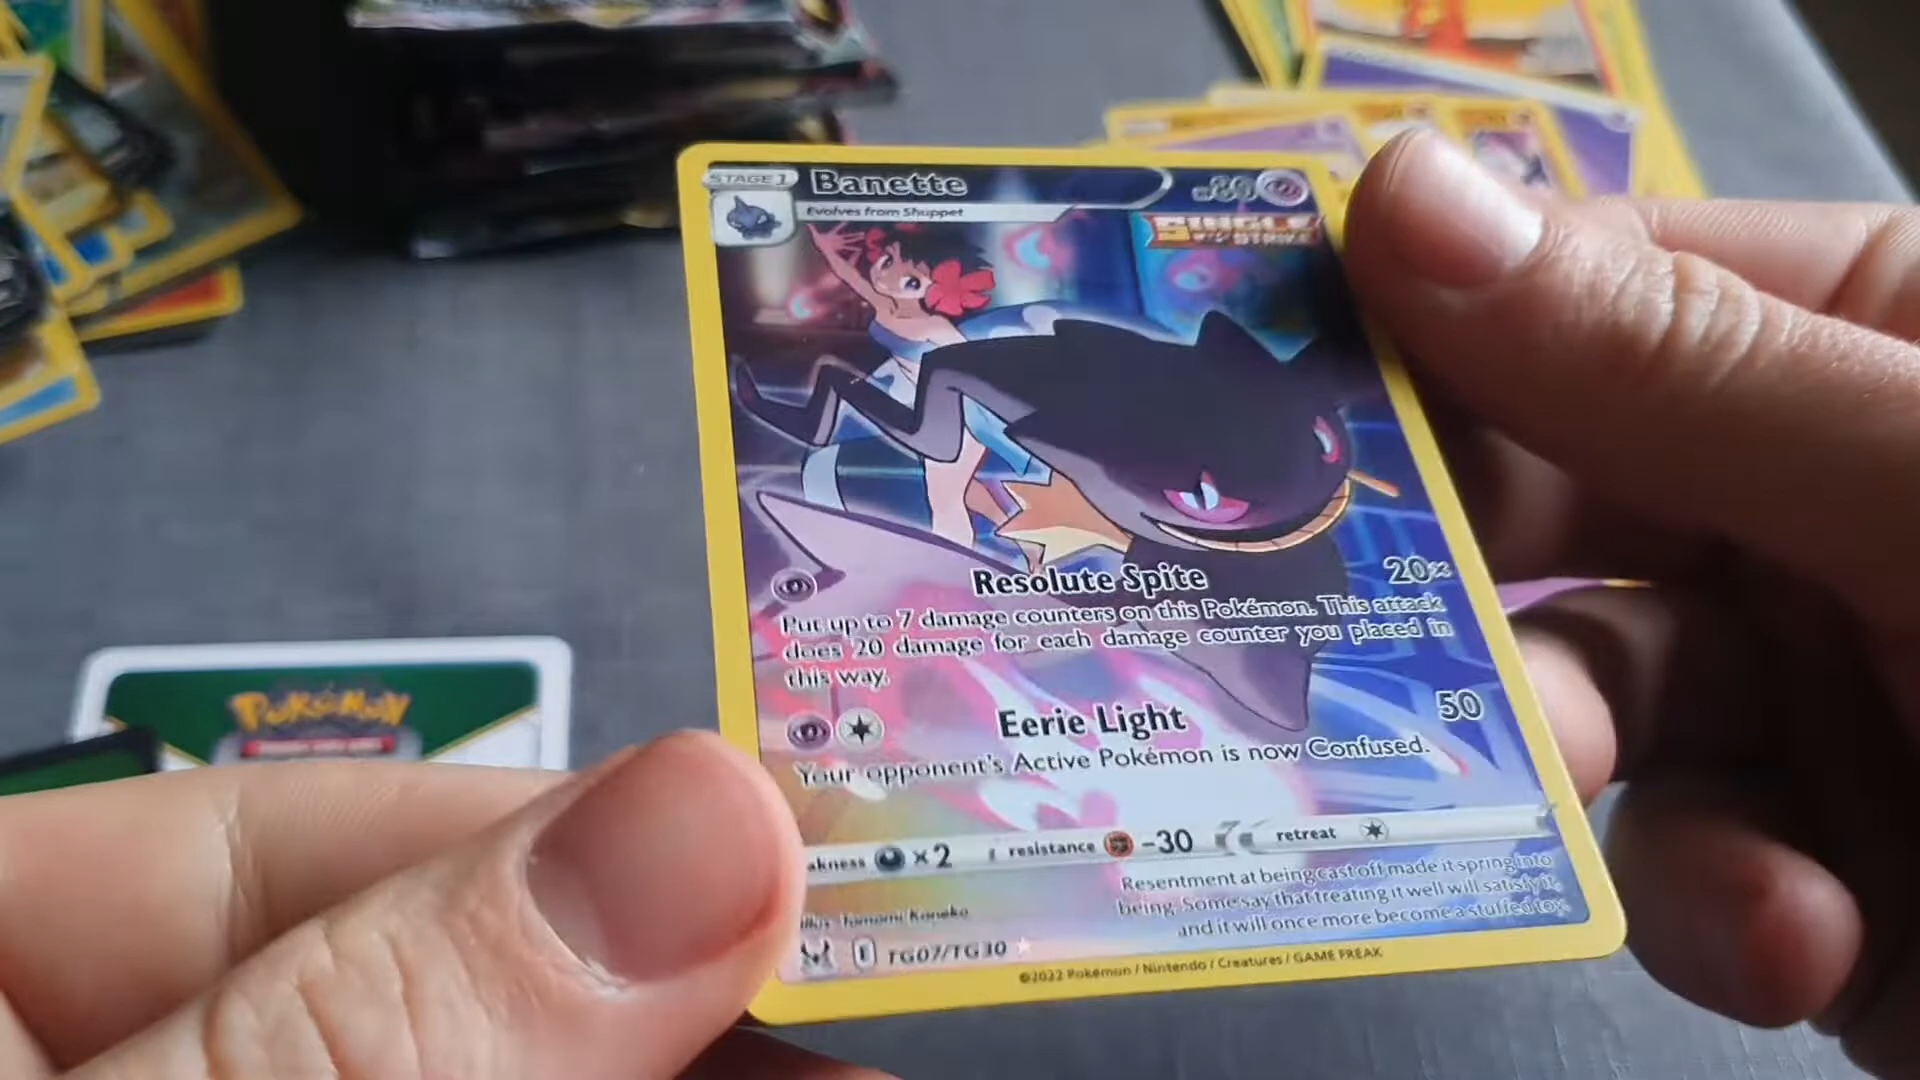 STAGE 1
Banette
Evolves from Shuppet
SINGLE
STRIKE
Resolute Spite
20×
Put up to 7 damage counters on this Pokémon. This attack
does 20 damage for each damage counter you placed in
this way.
Eerie Light
50
Your opponent's Active Pokémon is now Confused.
akness ×2
resistance -30
retreat
Resentment at being cast off made it spring into
being. Some say that treating it well will satisfy it,
and it will once more become a stuffed toy.
Illus. Tomomi Kaneko
E TG07/TG30
©2022 Pokémon / Nintendo / Creatures / GAME FREAK
POKéMON